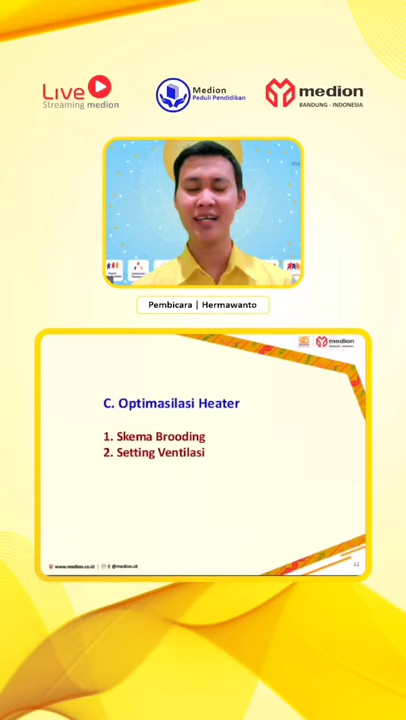 Live
Streaming medion
Medion
Peduli Pendidikan
medion
BANDUNG - INDONESIA
Pembicara | Hermawanto
medion
C. Optimasilasi Heater
1. Skema Brooding
2. Setting Ventilasi
www.medion.co.id | @medion.id
12